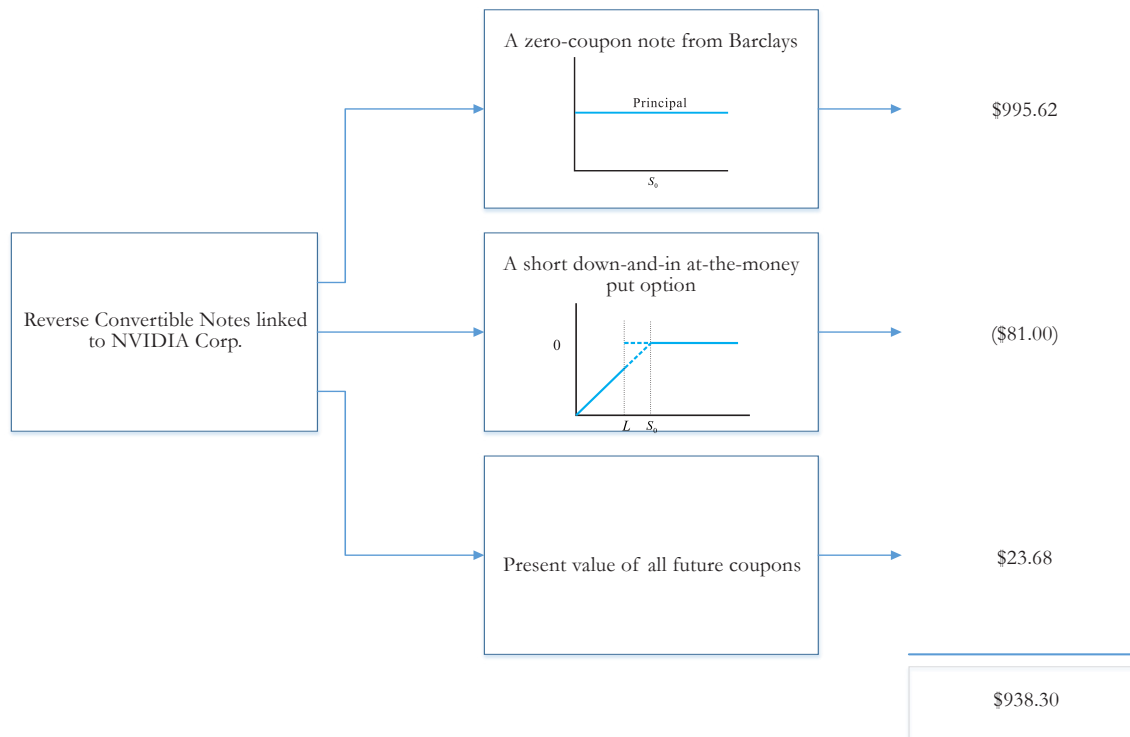 A zero-coupon note from Barclays
Principal
S₀
$995.62
Reverse Convertible Notes linked
to NVIDIA Corp.
A short down-and-in at-the-money
put option
0
L S₀
($81.00)
Present value of all future coupons
$23.68
$938.30